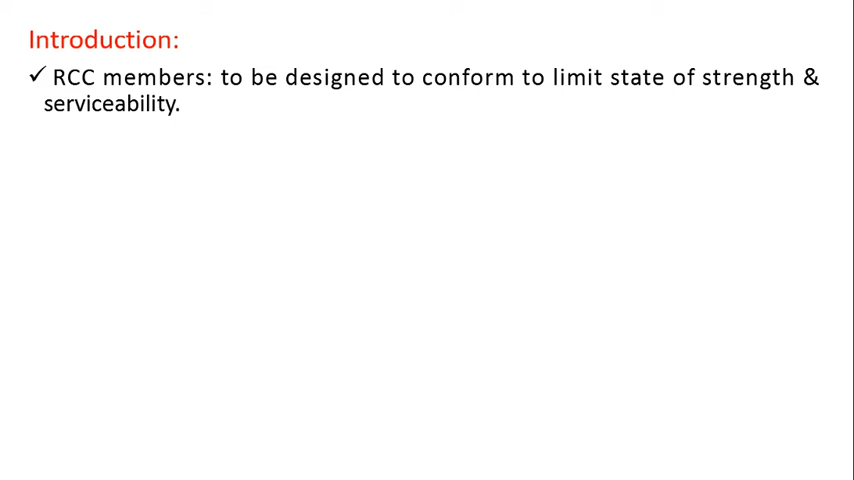 Introduction:
✓ RCC members: to be designed to conform to limit state of strength &
serviceability.